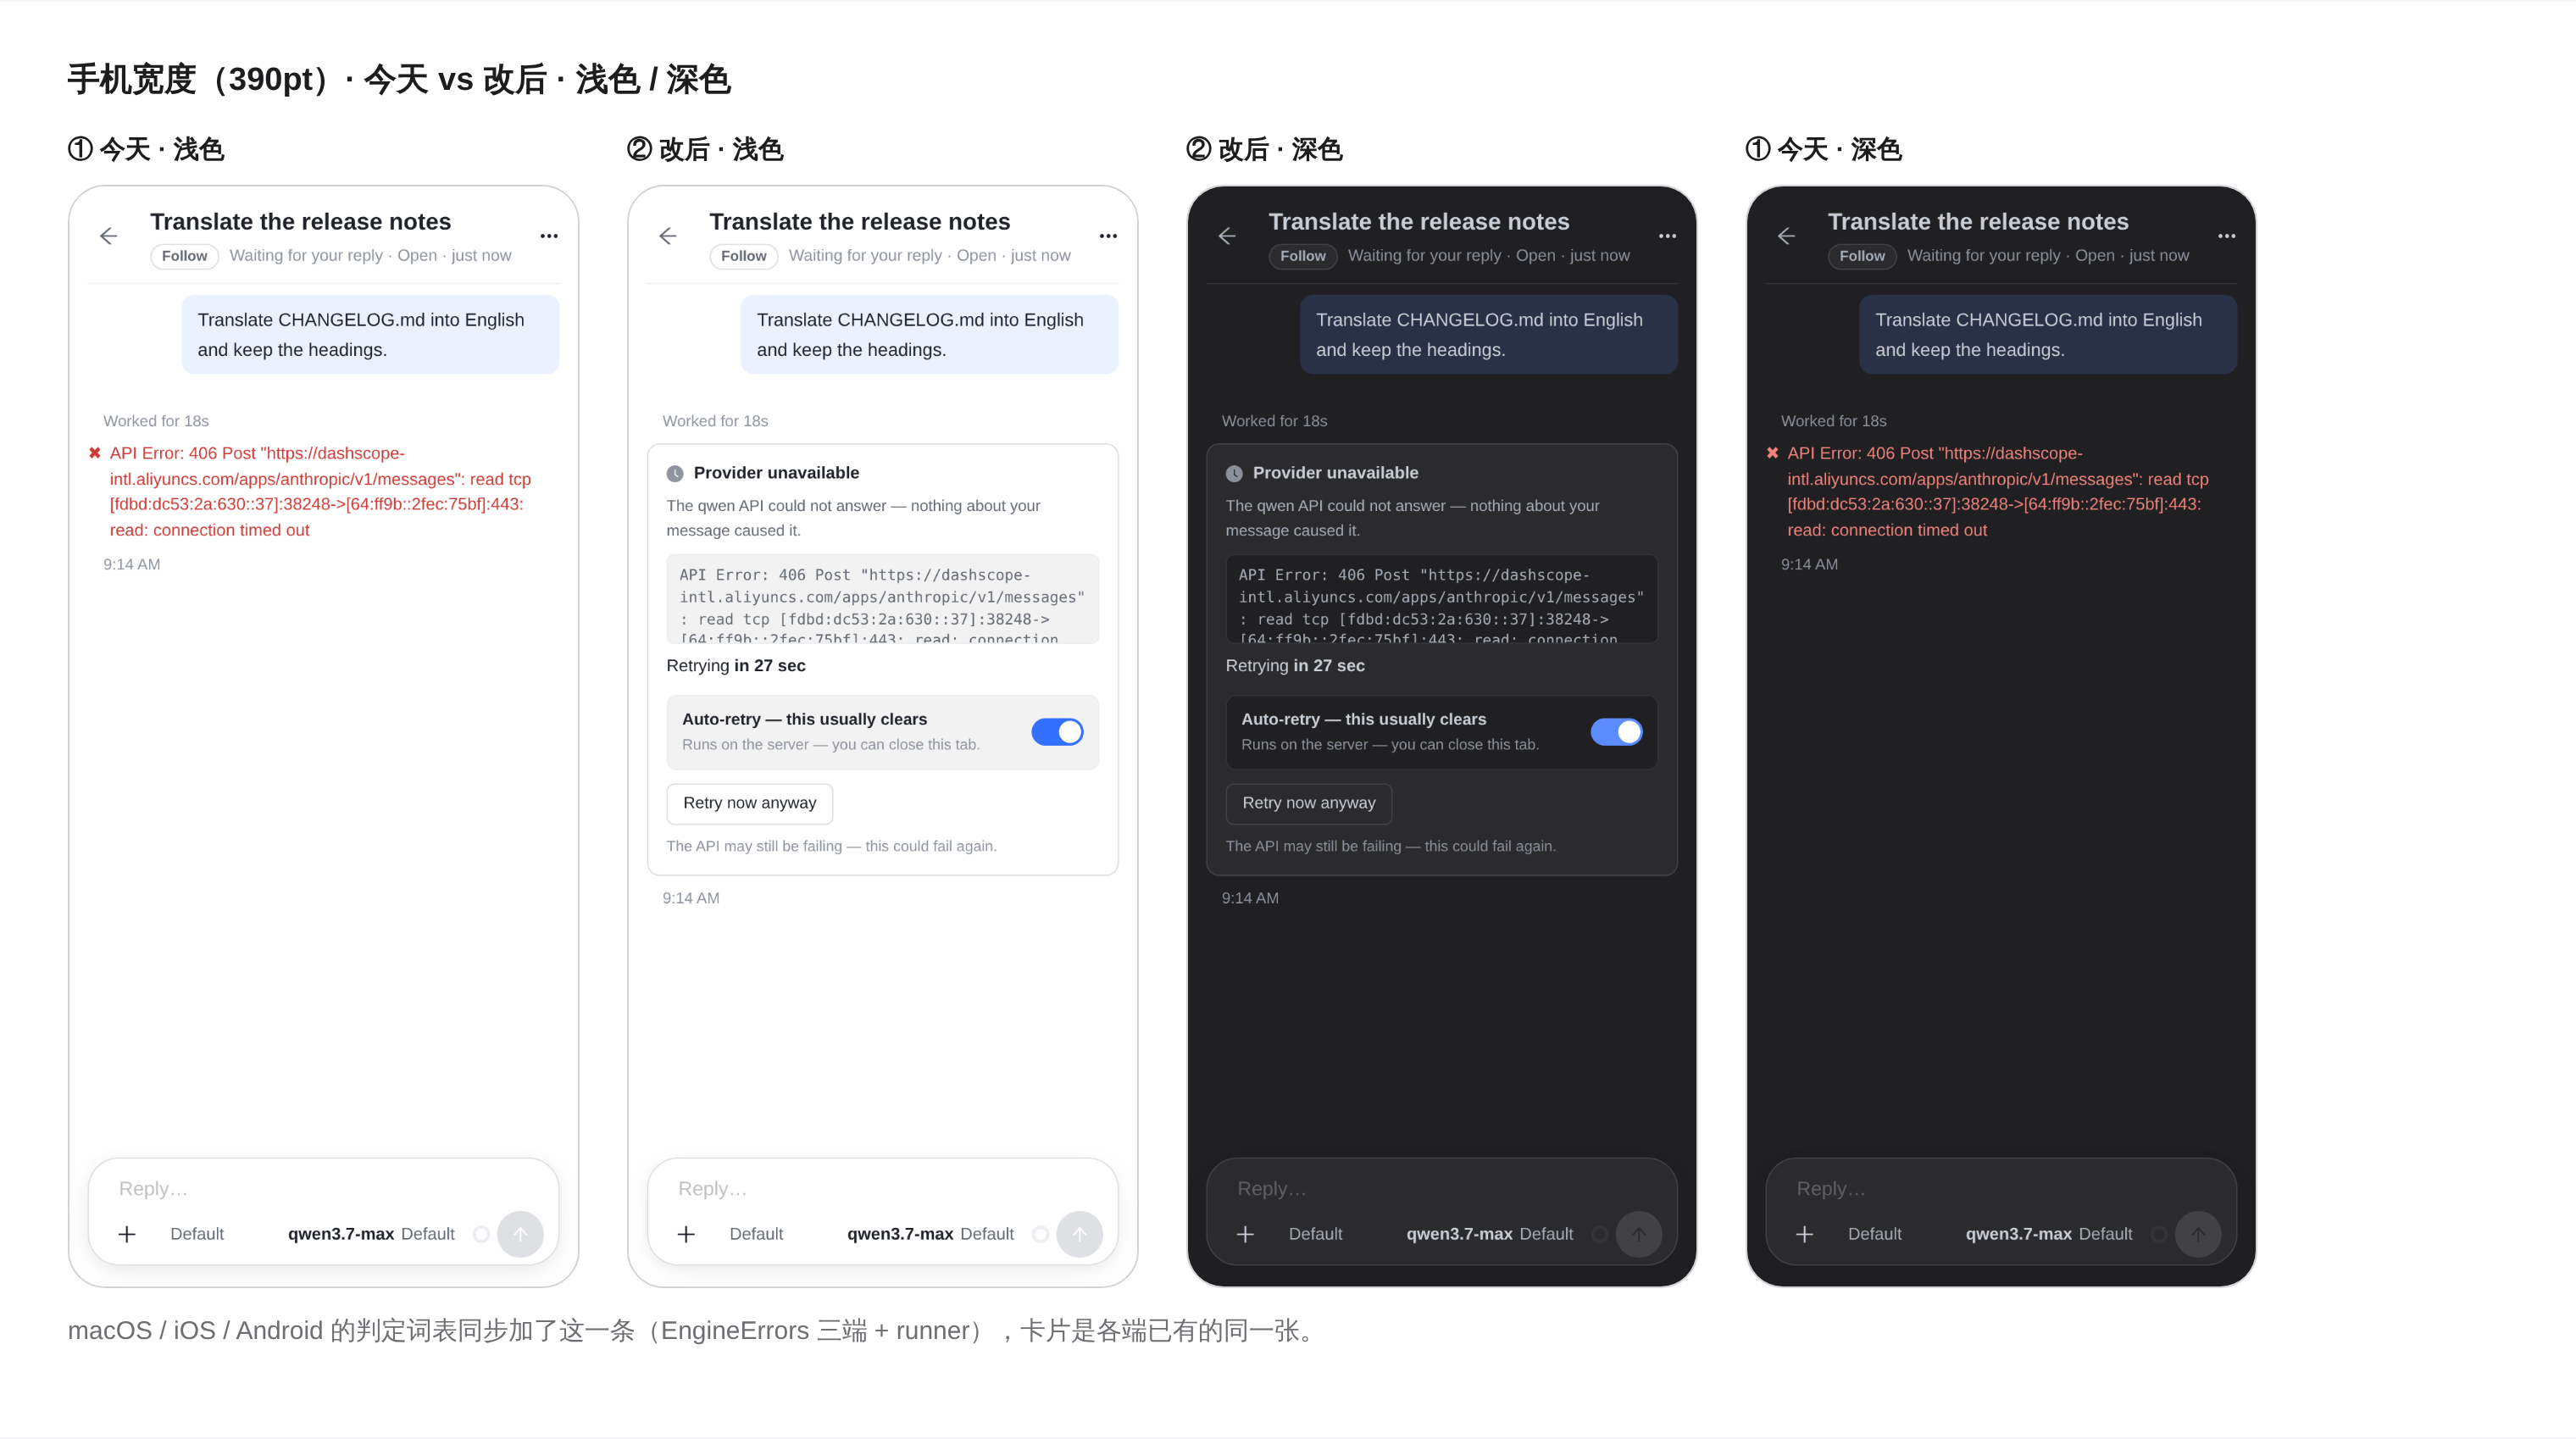 手机宽度（390pt）· 今天 vs 改后 · 浅色 / 深色
① 今天 · 浅色
Translate the release notes
Follow Waiting for your reply · Open · just now
Translate CHANGELOG.md into English
and keep the headings.
Worked for 18s
✖ API Error: 406 Post "https://dashscope-
intl.aliyuncs.com/apps/anthropic/v1/messages": read tcp
[fdbd:dc53:2a:630::37]:38248->[64:ff9b::2fec:75bf]:443:
read: connection timed out
9:14 AM
Reply…
Default qwen3.7-max Default
② 改后 · 浅色
Translate the release notes
Follow Waiting for your reply · Open · just now
Translate CHANGELOG.md into English
and keep the headings.
Worked for 18s
Provider unavailable
The qwen API could not answer — nothing about your
message caused it.
API Error: 406 Post "https://dashscope-
intl.aliyuncs.com/apps/anthropic/v1/messages"
: read tcp [fdbd:dc53:2a:630::37]:38248->
[64:ff9b::2fec:75bf]:443: read: connection
Retrying in 27 sec
Auto-retry — this usually clears
Runs on the server — you can close this tab.
Retry now anyway
The API may still be failing — this could fail again.
9:14 AM
Reply…
Default qwen3.7-max Default
② 改后 · 深色
Translate the release notes
Follow Waiting for your reply · Open · just now
Translate CHANGELOG.md into English
and keep the headings.
Worked for 18s
Provider unavailable
The qwen API could not answer — nothing about your
message caused it.
API Error: 406 Post "https://dashscope-
intl.aliyuncs.com/apps/anthropic/v1/messages"
: read tcp [fdbd:dc53:2a:630::37]:38248->
[64:ff9b::2fec:75bf]:443: read: connection
Retrying in 27 sec
Auto-retry — this usually clears
Runs on the server — you can close this tab.
Retry now anyway
The API may still be failing — this could fail again.
9:14 AM
Reply…
Default qwen3.7-max Default
① 今天 · 深色
Translate the release notes
Follow Waiting for your reply · Open · just now
Translate CHANGELOG.md into English
and keep the headings.
Worked for 18s
✖ API Error: 406 Post "https://dashscope-
intl.aliyuncs.com/apps/anthropic/v1/messages": read tcp
[fdbd:dc53:2a:630::37]:38248->[64:ff9b::2fec:75bf]:443:
read: connection timed out
9:14 AM
Reply…
Default qwen3.7-max Default
macOS / iOS / Android 的判定词表同步加了这一条（EngineErrors 三端 + runner），卡片是各端已有的同一张。